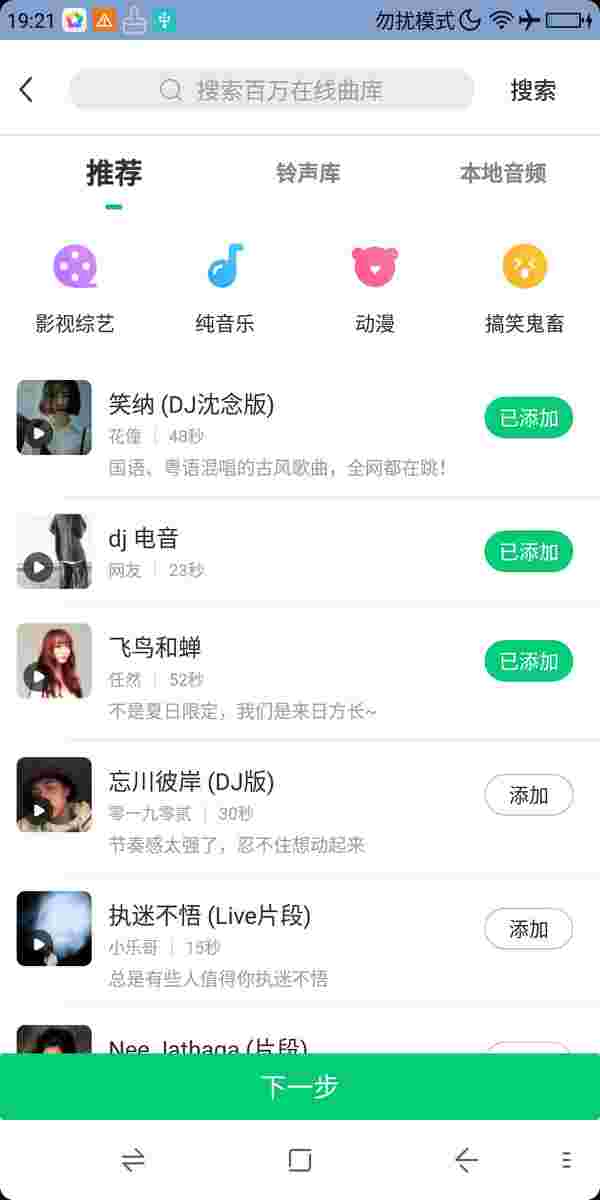 19:21 勿扰模式
搜索百万在线曲库 搜索
推荐 铃声库 本地音频
影视综艺 纯音乐 动漫 搞笑鬼畜
笑纳 (DJ沈念版)
花僮 | 48秒
国语、粤语混唱的古风歌曲，全网都在跳!
已添加
dj 电音
网友 | 23秒
已添加
飞鸟和蝉
任然 | 52秒
不是夏日限定，我们是来日方长~
已添加
忘川彼岸 (DJ版)
零一九零贰 | 30秒
节奏感太强了，忍不住想动起来
添加
执迷不悟 (Live片段)
小乐哥 | 15秒
总是有些人值得你执迷不悟
添加
Nee Jathaga (片段)
下一步